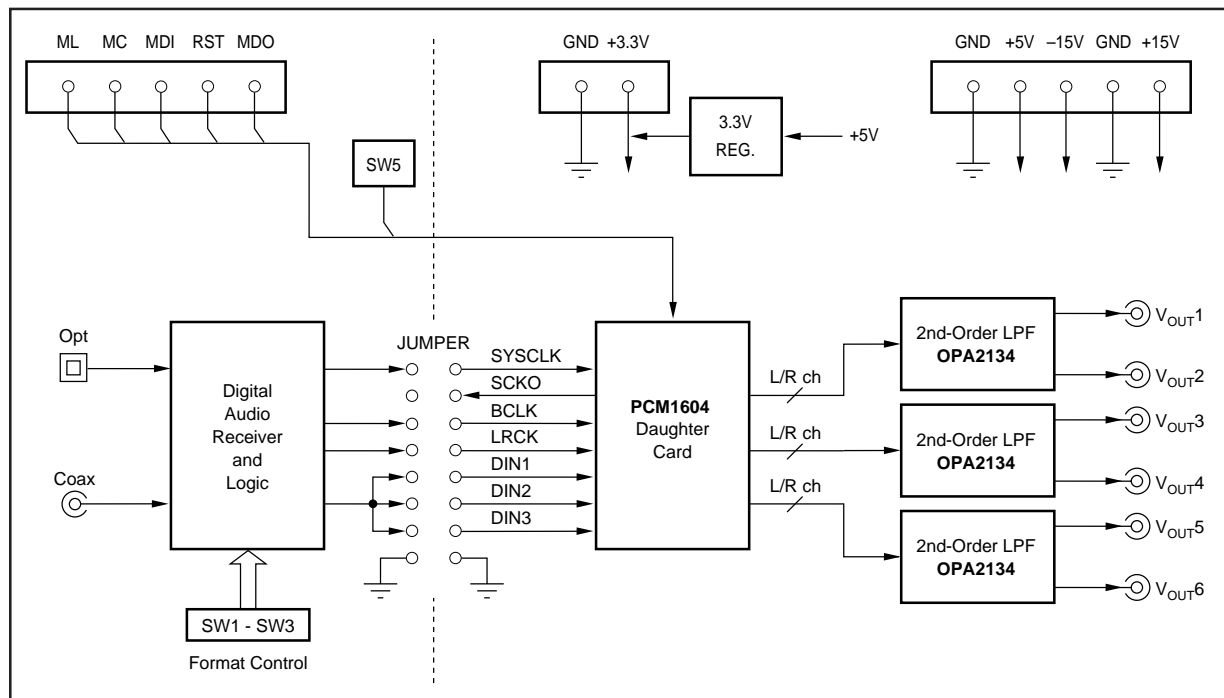 ML MC MDI RST MDO
GND +3.3V
GND +5V –15V GND +15V
3.3V
REG.
+5V
SW5
Opt
Coax
Digital
Audio
Receiver
and
Logic
SW1 - SW3
Format Control
JUMPER
SYSCLK
SCKO
BCLK
LRCK
DIN1
DIN2
DIN3
PCM1604
Daughter
Card
L/R ch
L/R ch
L/R ch
2nd-Order LPF
OPA2134
2nd-Order LPF
OPA2134
2nd-Order LPF
OPA2134
VOUT1
VOUT2
VOUT3
VOUT4
VOUT5
VOUT6